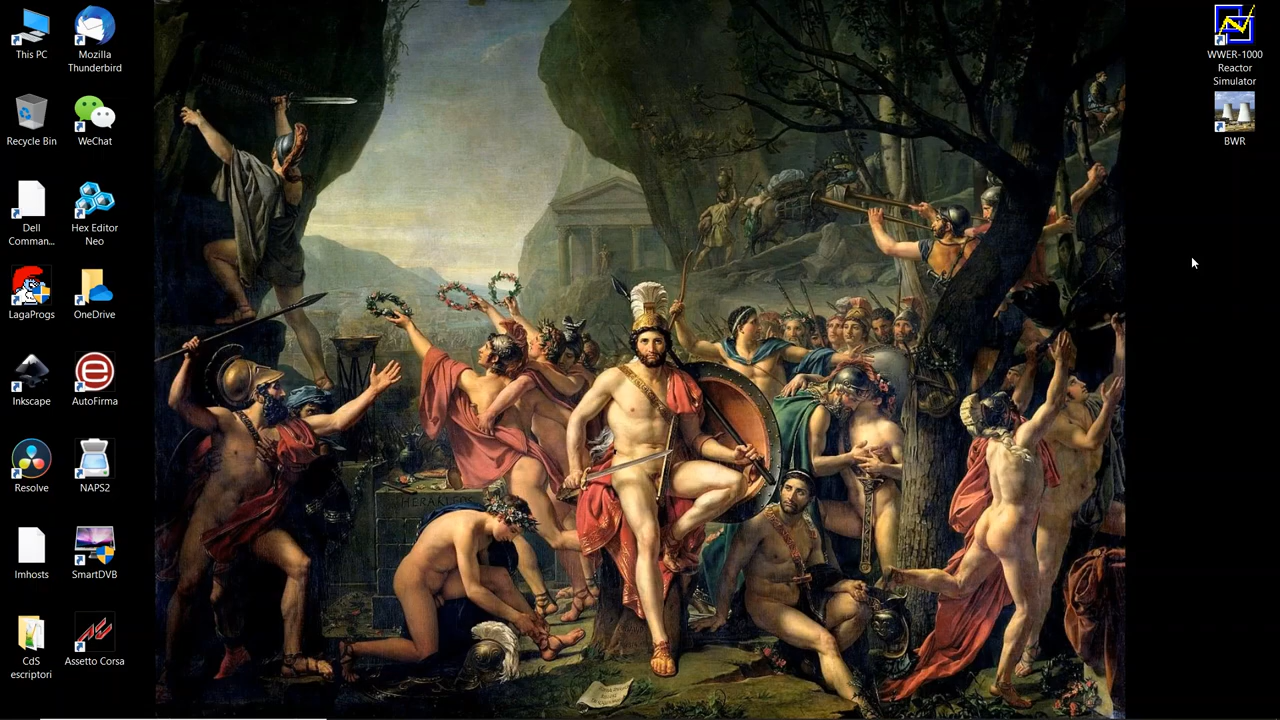 This PC
Mozilla
Thunderbird
Recycle Bin
WeChat
Dell
Comman...
Hex Editor
Neo
LagaProgs
OneDrive
Inkscape
AutoFirma
Resolve
NAPS2
lmhosts
SmartDVB
CdS
escriptori
Assetto Corsa
WWER-1000
Reactor
Simulator
BWR
HERAKLEOS